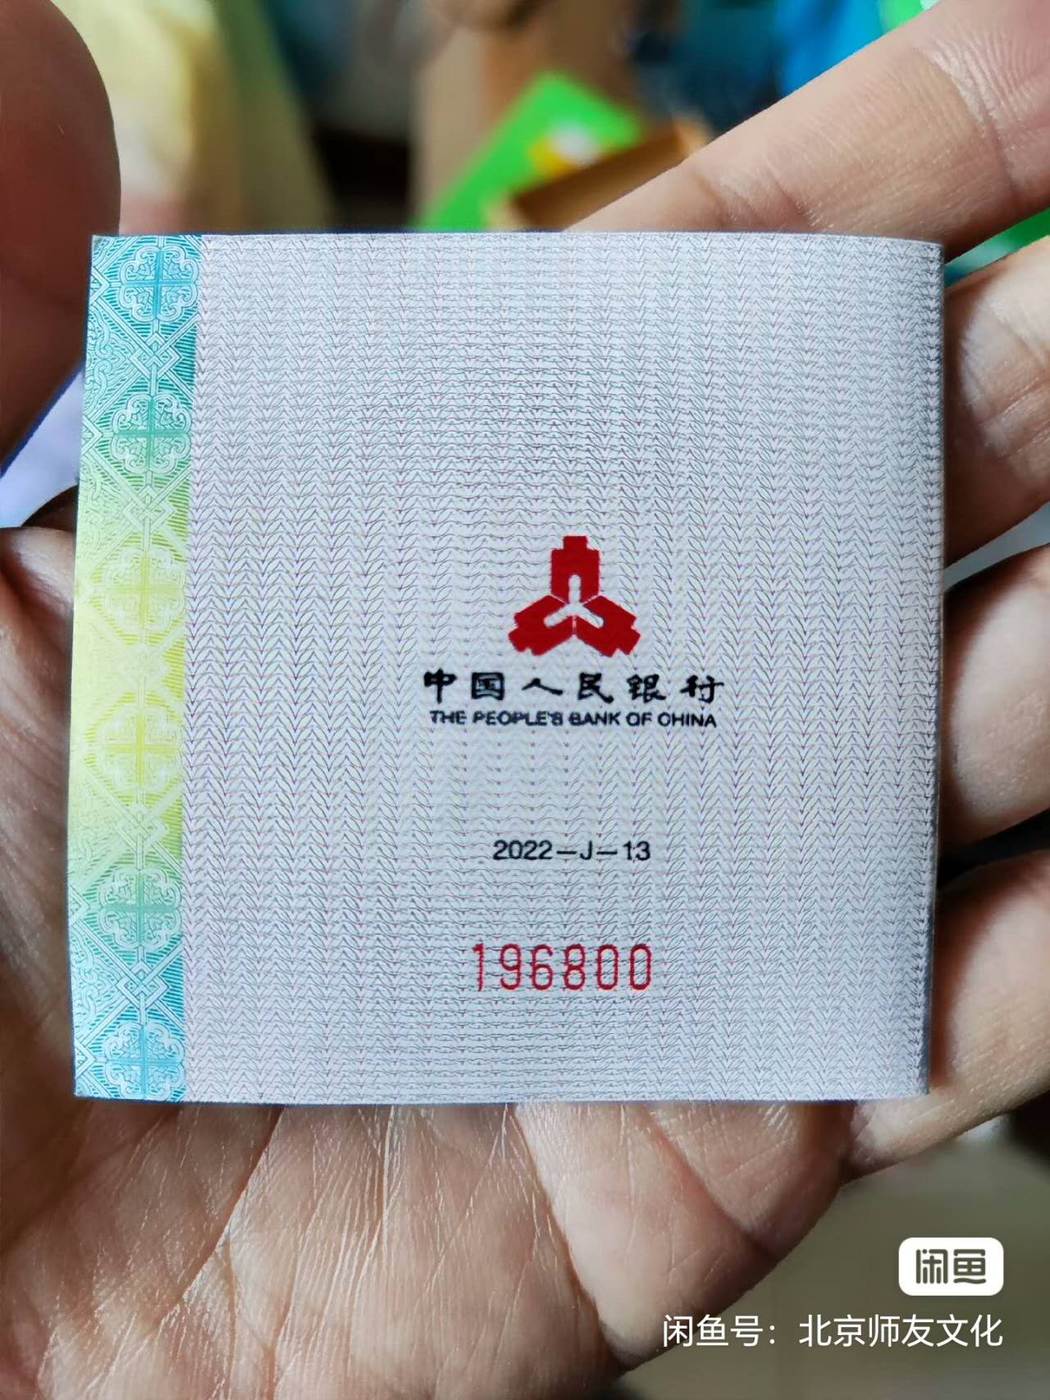 中国人民银行
THE PEOPLE'S BANK OF CHINA
2022-J-13
196800
闲鱼
闲鱼号：北京师友文化